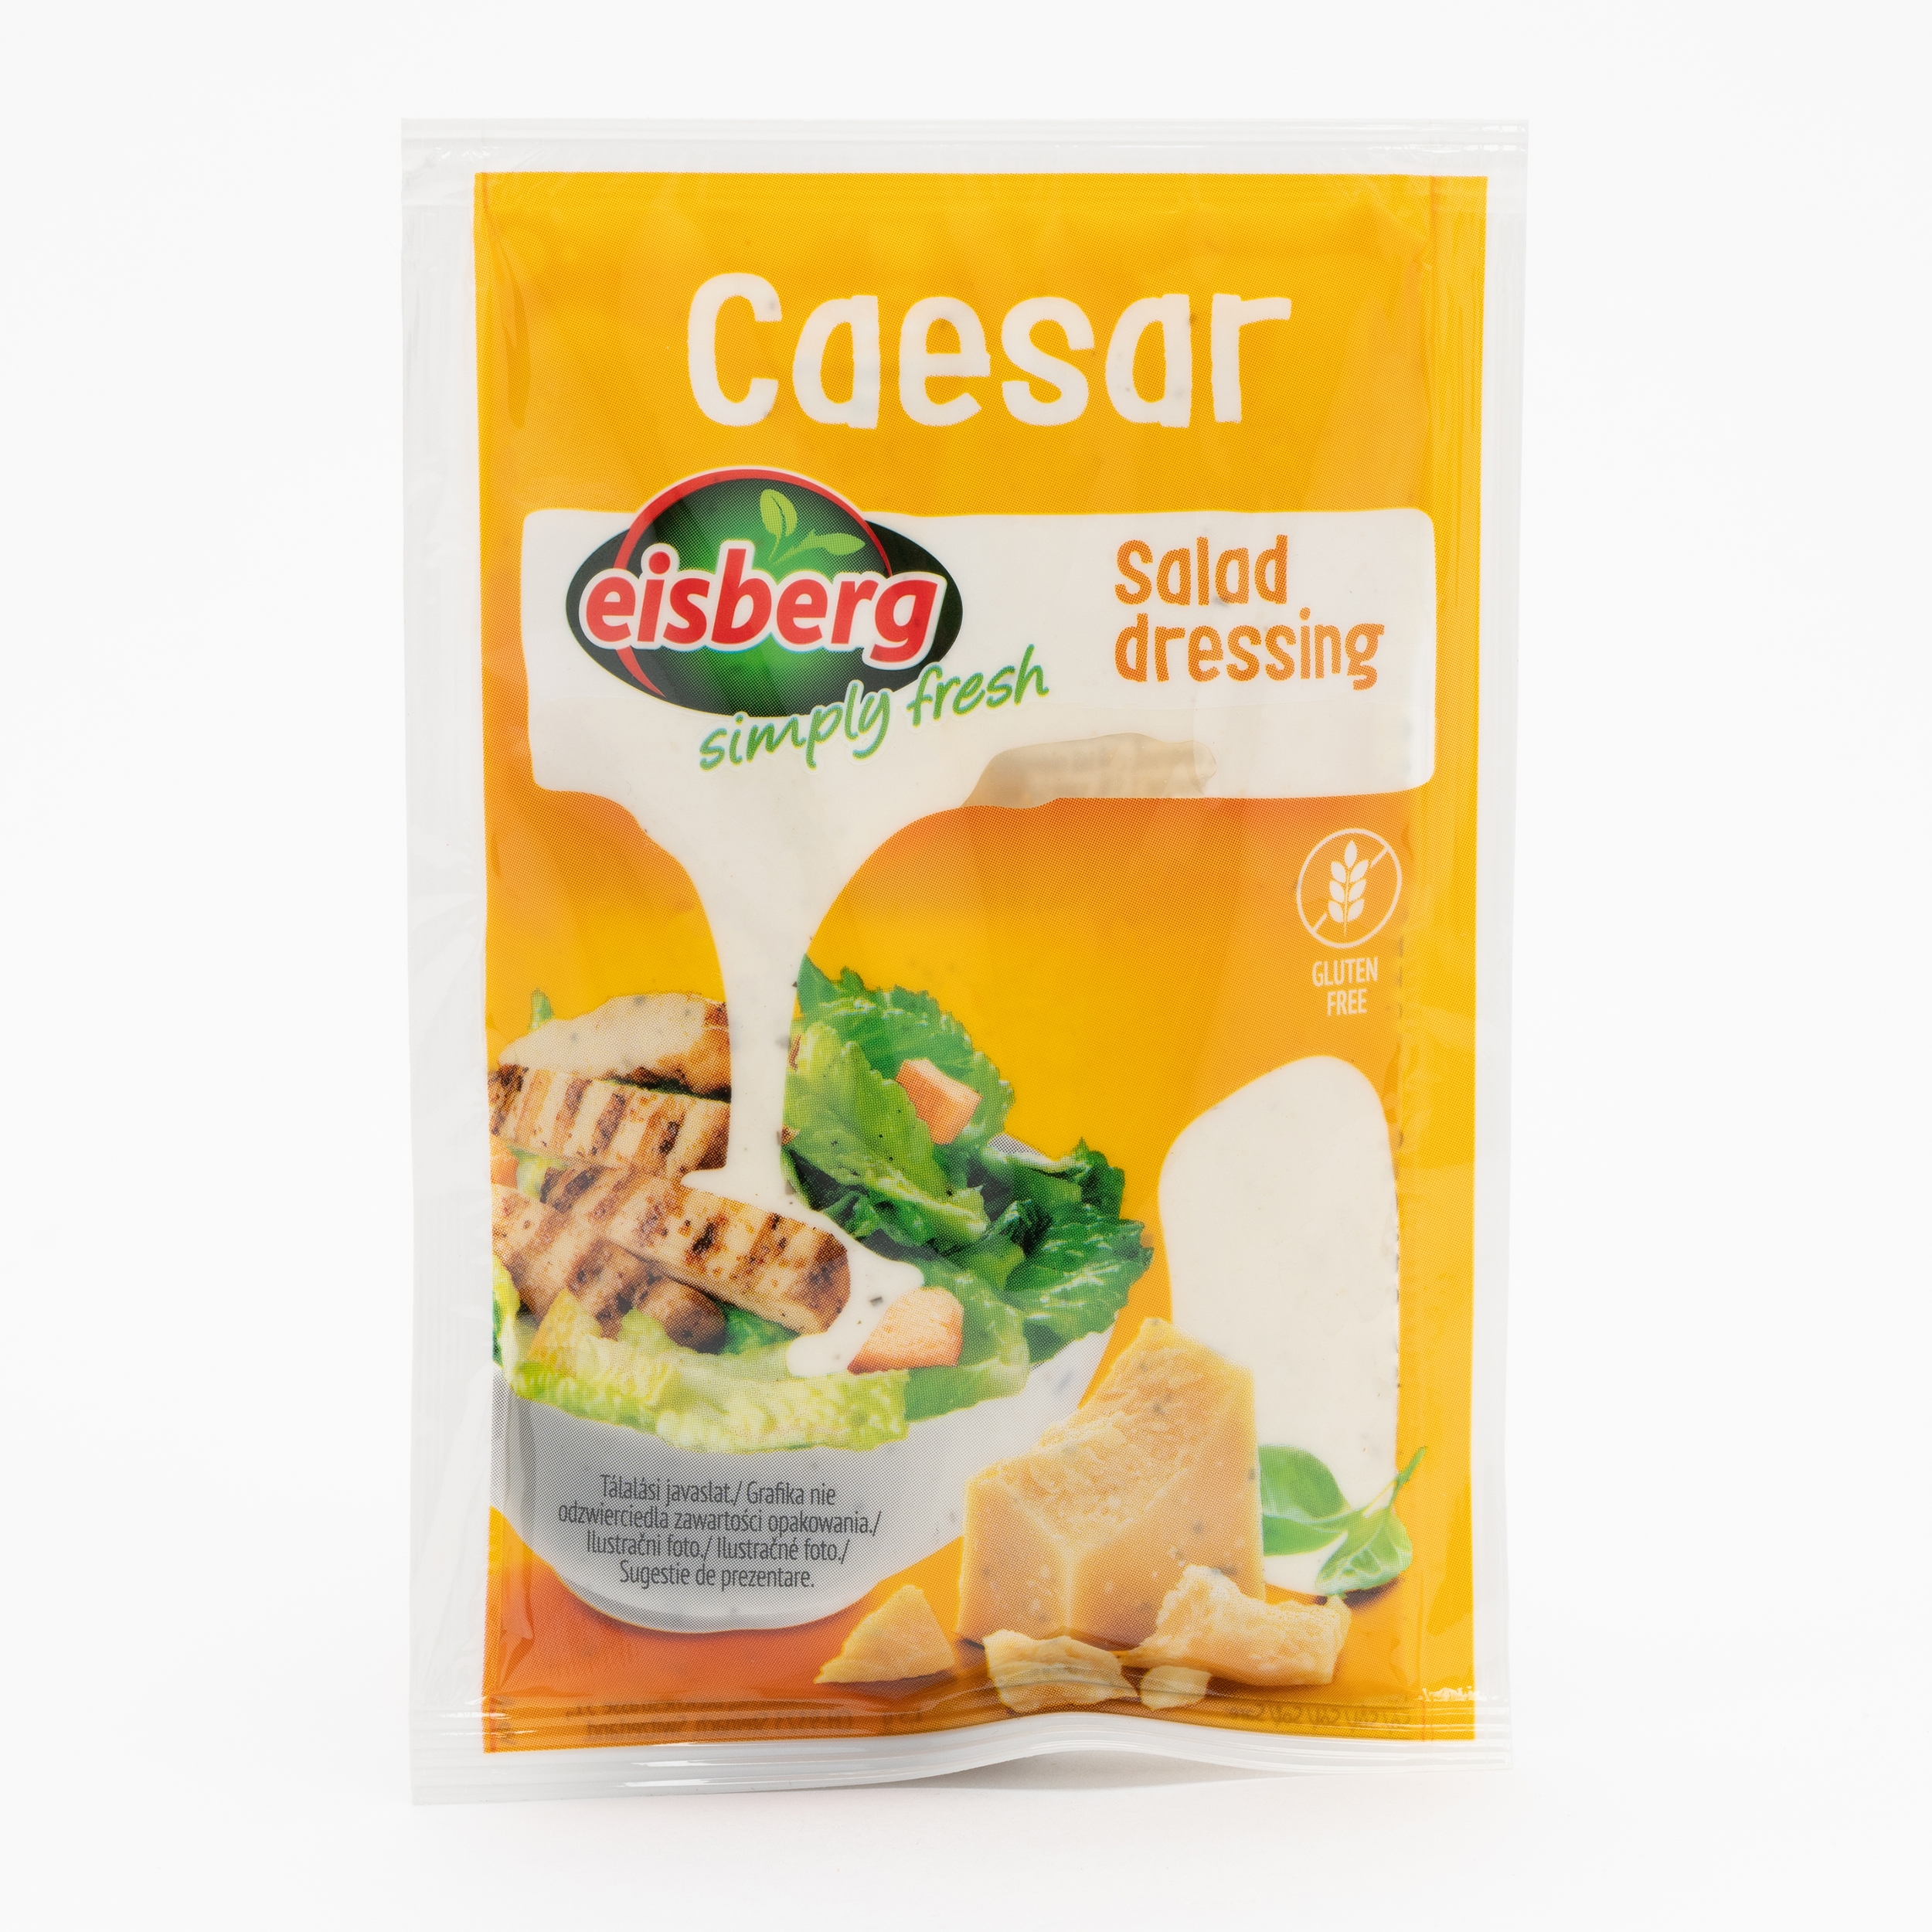 Caesar
eisberg
simply fresh
Salad
dressing
GLUTEN
FREE
Tálalási javaslat./ Grafika nie
odzwierciedla zawartości opakowania./
Ilustrační foto./ Ilustračné foto./
Sugestie de prezentare.